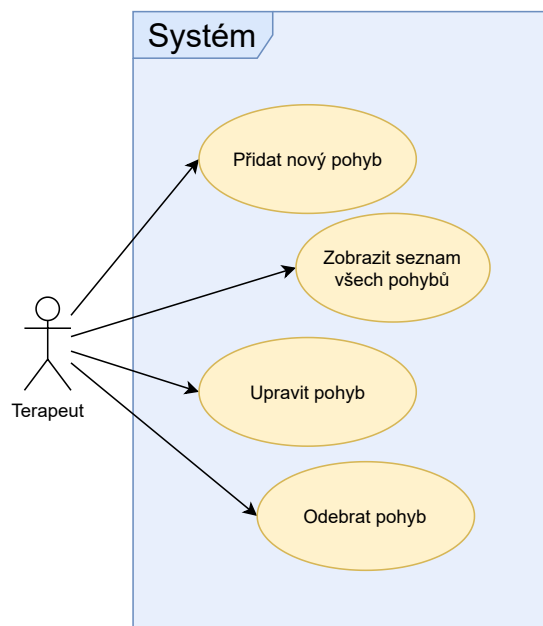 Systém
Přidat nový pohyb
Zobrazit seznam
všech pohybů
Terapeut
Upravit pohyb
Odebrat pohyb